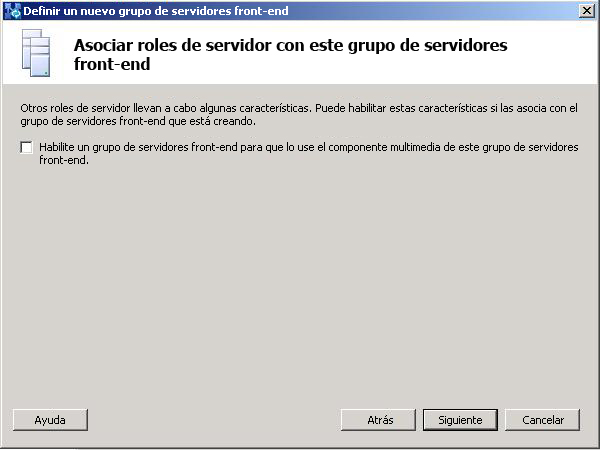 Definir un nuevo grupo de servidores front-end
Asociar roles de servidor con este grupo de servidores
front-end
Otros roles de servidor llevan a cabo algunas características. Puede habilitar estas características si las asocia con el
grupo de servidores front-end que está creando.
Habilite un grupo de servidores front-end para que lo use el componente multimedia de este grupo de servidores
front-end.
Ayuda
Atrás
Siguiente
Cancelar